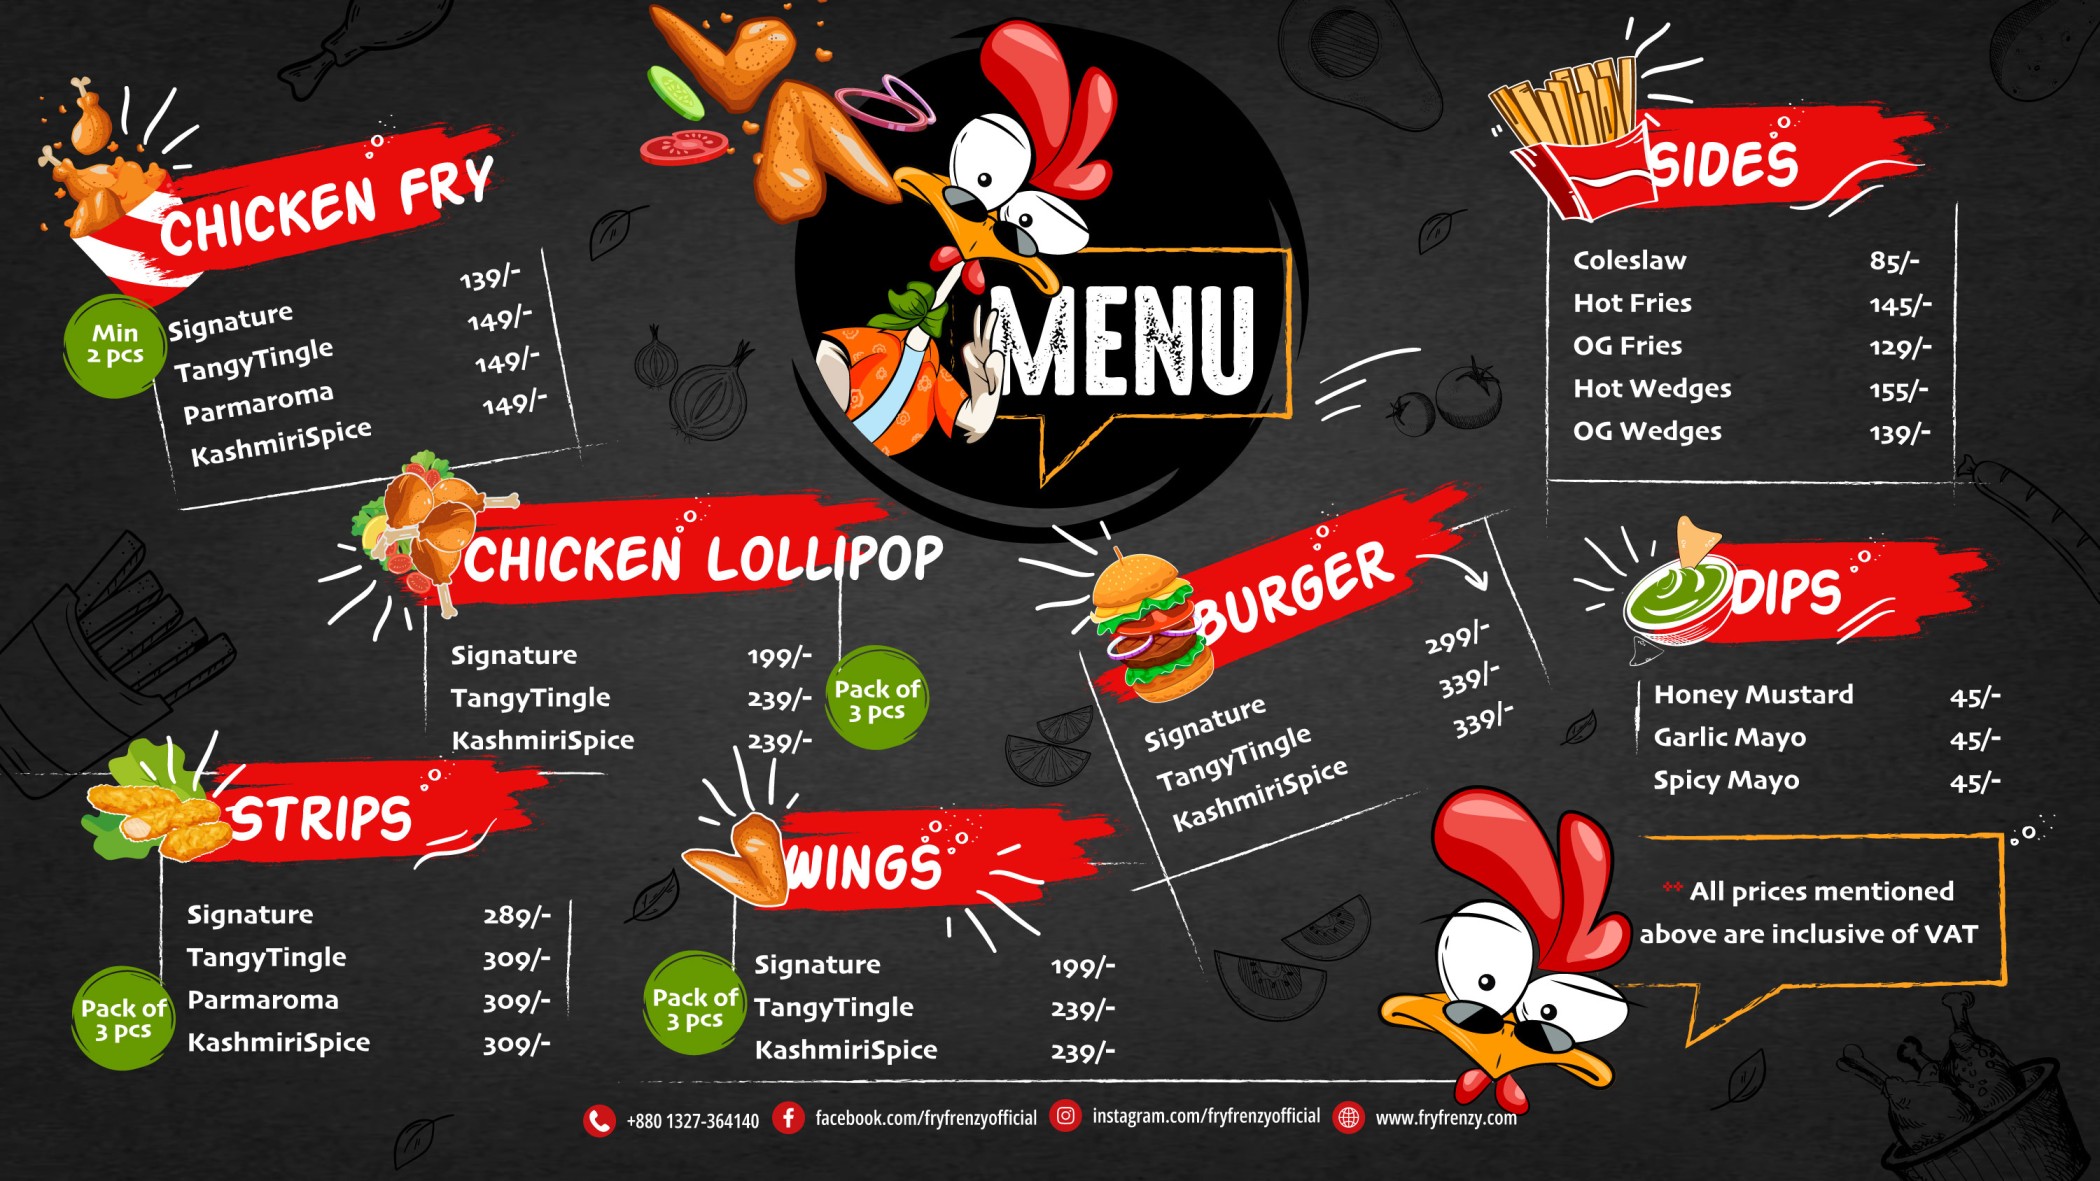 MENU
CHICKEN FRY
Min
2 pcs
Signature 139/-
TangyTingle 149/-
Parmaroma 149/-
KashmiriSpice 149/-
CHICKEN LOLLIPOP
Signature 199/-
TangyTingle 239/-
KashmiriSpice 239/-
Pack of
3 pcs
STRIPS
Signature 289/-
TangyTingle 309/-
Parmaroma 309/-
KashmiriSpice 309/-
Pack of
3 pcs
WINGS
Signature 199/-
TangyTingle 239/-
KashmiriSpice 239/-
Pack of
3 pcs
BURGER
Signature 299/-
TangyTingle 339/-
KashmiriSpice 339/-
SIDES
Coleslaw 85/-
Hot Fries 145/-
OG Fries 129/-
Hot Wedges 155/-
OG Wedges 139/-
DIPS
Honey Mustard 45/-
Garlic Mayo 45/-
Spicy Mayo 45/-
** All prices mentioned
above are inclusive of VAT
+880 1327-364140 facebook.com/fryfrenzyofficial instagram.com/fryfrenzyofficial www.fryfrenzy.com